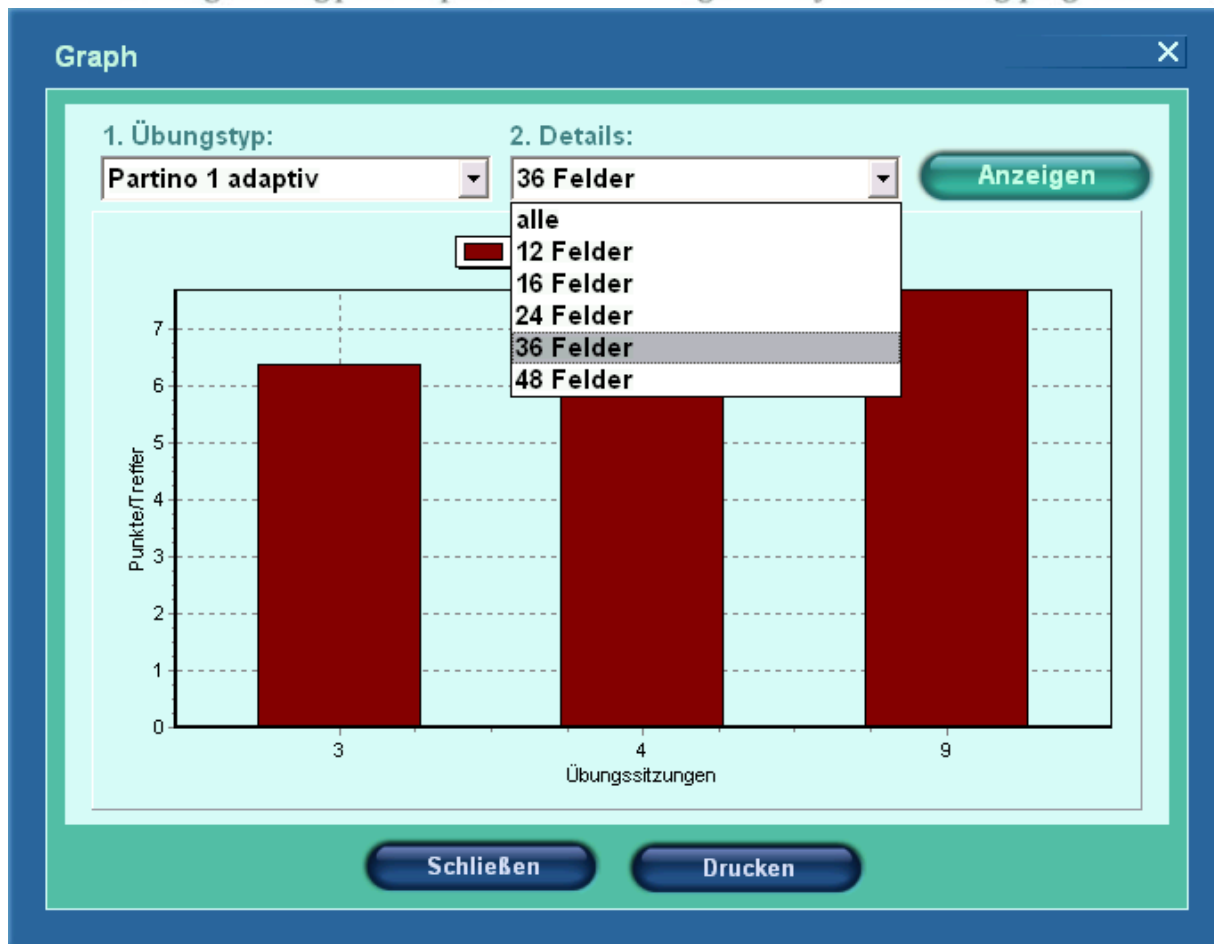 Graph
1. Übungstyp:
2. Details:
Partino 1 adaptiv
36 Felder
Anzeigen
alle
12 Felder
16 Felder
24 Felder
36 Felder
48 Felder
7
6
5
4
3
2
1
0
Punkte/Treffer
3
4
9
Übungssitzungen
Schließen
Drucken